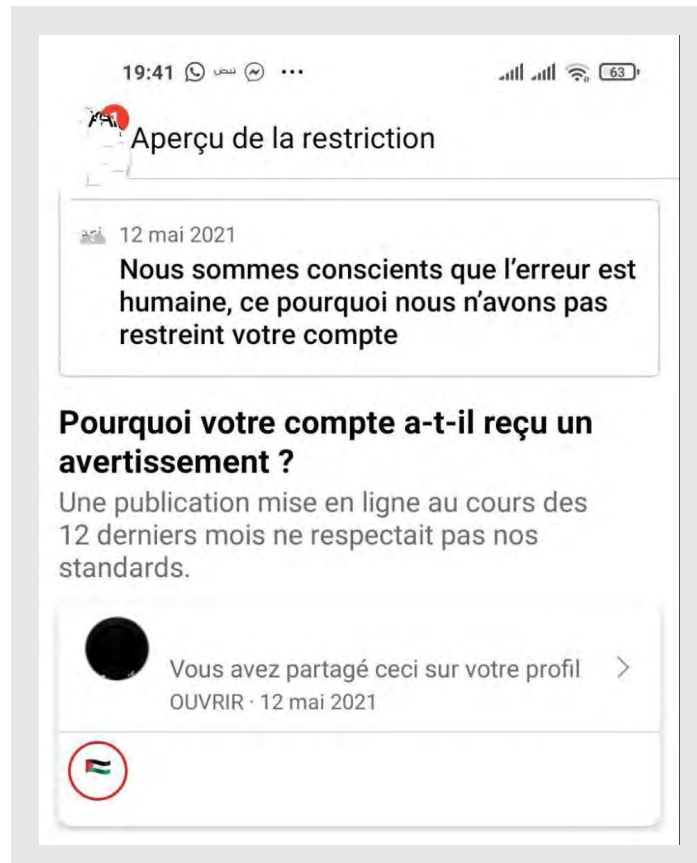 19:41 نبض ...
63
Aperçu de la restriction
12 mai 2021
Nous sommes conscients que l’erreur est
humaine, ce pourquoi nous n’avons pas
restreint votre compte
Pourquoi votre compte a-t-il reçu un
avertissement ?
Une publication mise en ligne au cours des
12 derniers mois ne respectait pas nos
standards.
Vous avez partagé ceci sur votre profil
OUVRIR · 12 mai 2021